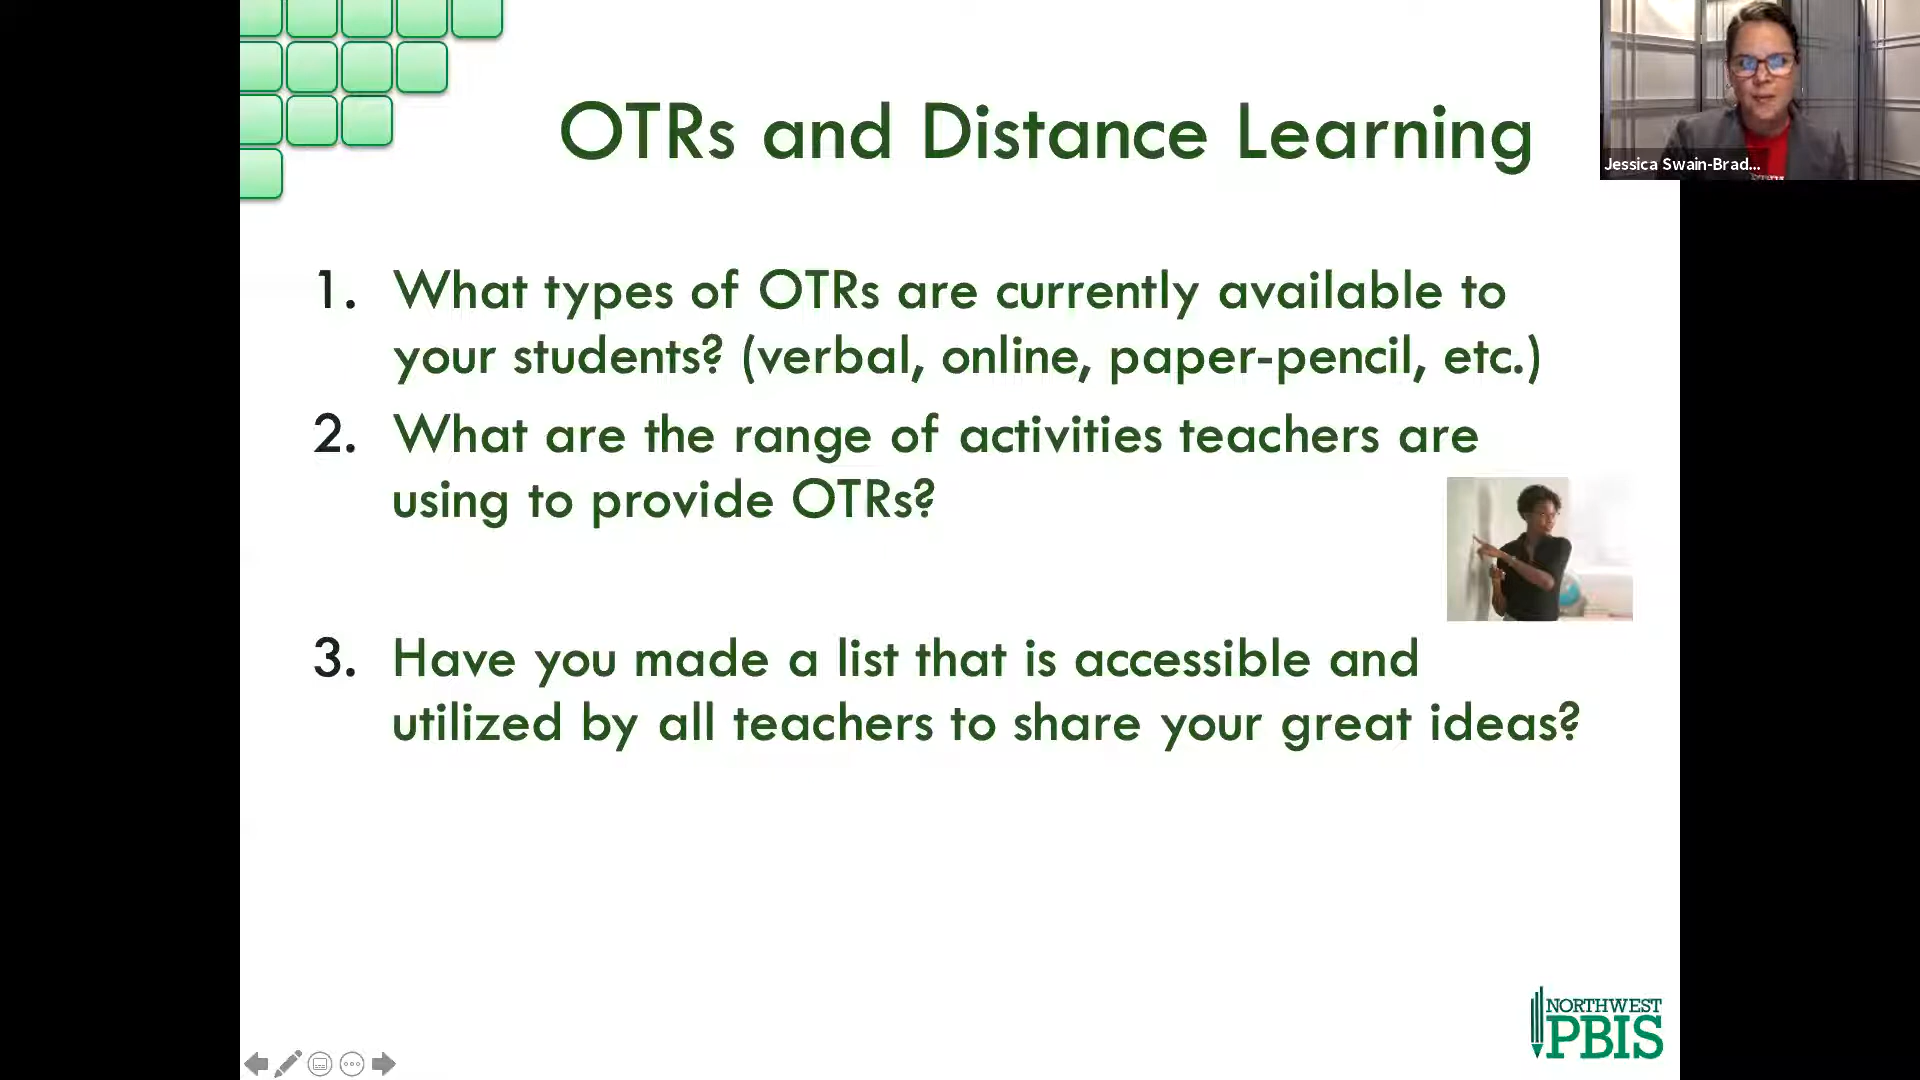 OTRs and Distance Learning
Jessica Swain-Brad...
1. What types of OTRs are currently available to
your students? (verbal, online, paper-pencil, etc.)
2. What are the range of activities teachers are
using to provide OTRs?
3. Have you made a list that is accessible and
utilized by all teachers to share your great ideas?
NORTHWEST
PBIS